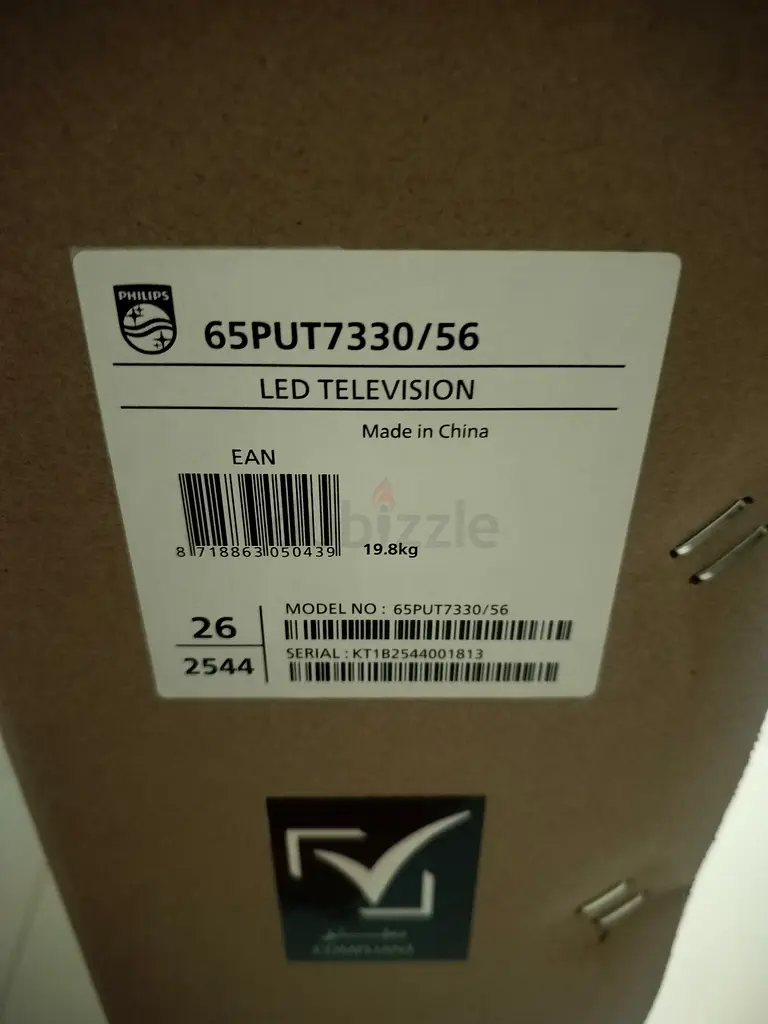 PHILIPS
65PUT7330/56
LED TELEVISION
Made in China
EAN
8 718863 050439
19.8kg
bizzle
26
2544
MODEL NO : 65PUT7330/56
SERIAL : KT1B2544001813